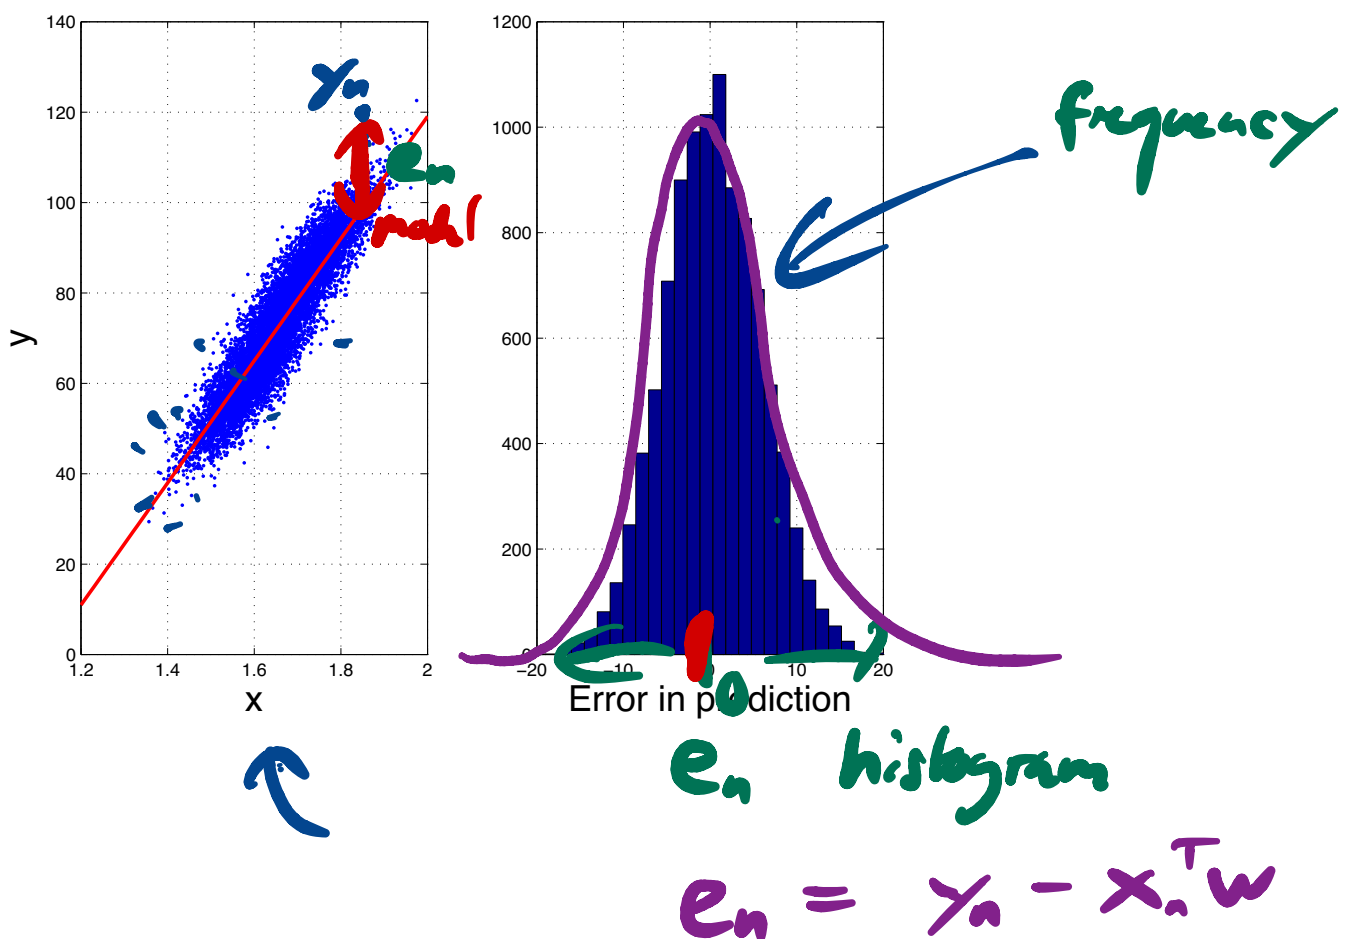 140
120
100
80
60
40
20
0
y
1.2 1.4 1.6 1.8 2
x
yₙ
eₙ
model
1200
1000
800
600
400
200
0
−20 −10 0 10 20
0
Error in prediction
frequency
eₙ histogram
eₙ = yₙ - xₙᵀw